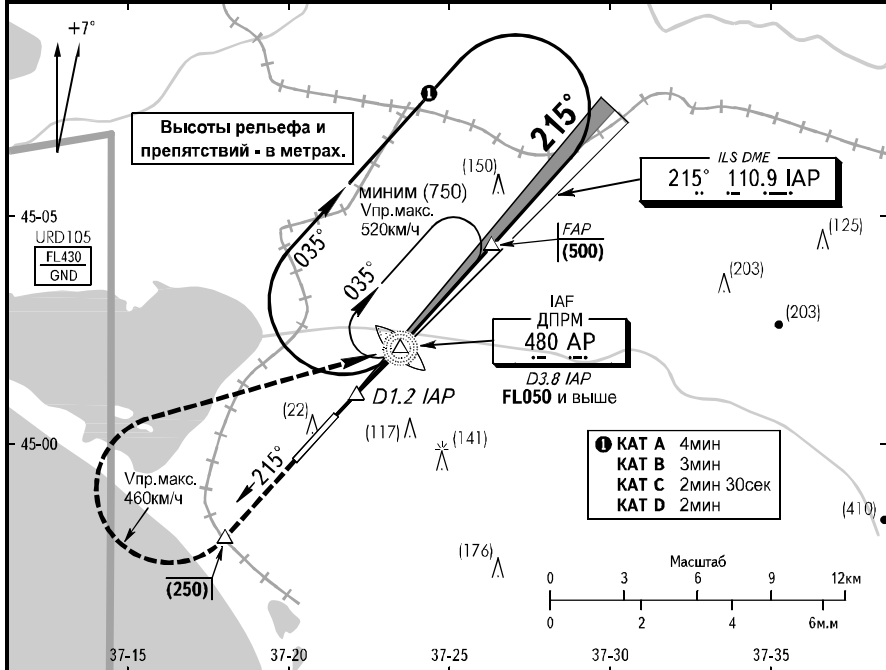 +7°
Высоты рельефа и
препятствий - в метрах.
215°
ILS DME
215° 110.9 IAP
(150)
миним (750)
Vпр.макс.
520км/ч
45-05
URD105
FL430
GND
035°
035°
FAP
(500)
(125)
(203)
(203)
IAF
ДПРМ
480 AP
D3.8 IAP
FL050 и выше
D1.2 IAP
(22)
(117)
(141)
45-00
215°
Vпр.макс.
460км/ч
(250)
(176)
(410)
1 КАТ A 4мин
КАТ B 3мин
КАТ C 2мин 30сек
КАТ D 2мин
1
Масштаб
0 3 6 9 12км
0 2 4 6м.м
37-15 37-20 37-25 37-30 37-35